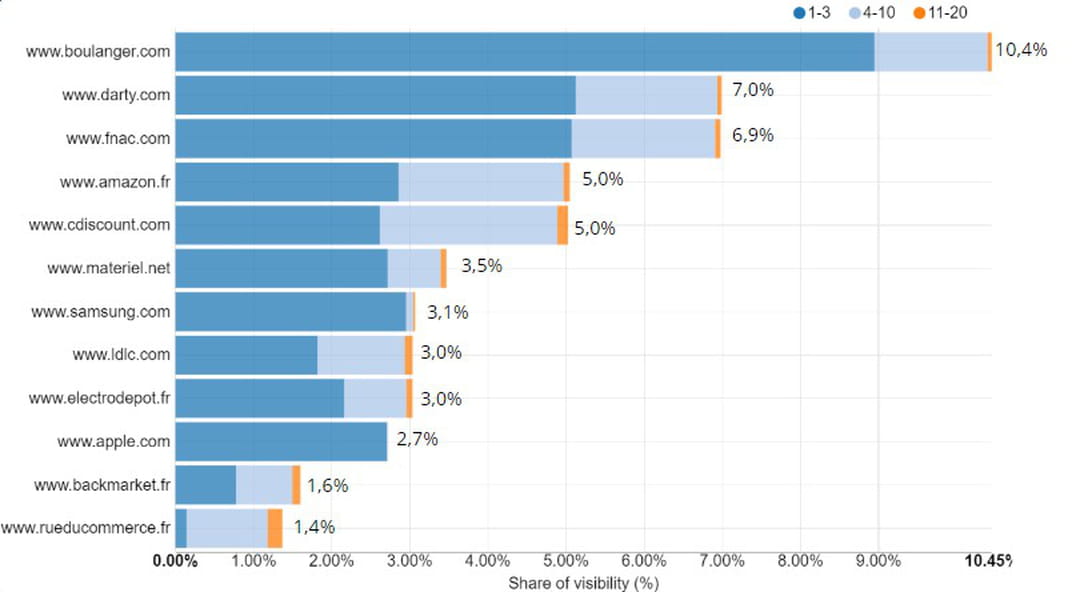 1-3 4-10 11-20
www.boulanger.com 10,4%
www.darty.com 7,0%
www.fnac.com 6,9%
www.amazon.fr 5,0%
www.cdiscount.com 5,0%
www.materiel.net 3,5%
www.samsung.com 3,1%
www.ldlc.com 3,0%
www.electrodepot.fr 3,0%
www.apple.com 2,7%
www.backmarket.fr 1,6%
www.rueducommerce.fr 1,4%
0.00% 1.00% 2.00% 3.00% 4.00% 5.00% 6.00% 7.00% 8.00% 9.00% 10.45%
Share of visibility (%)